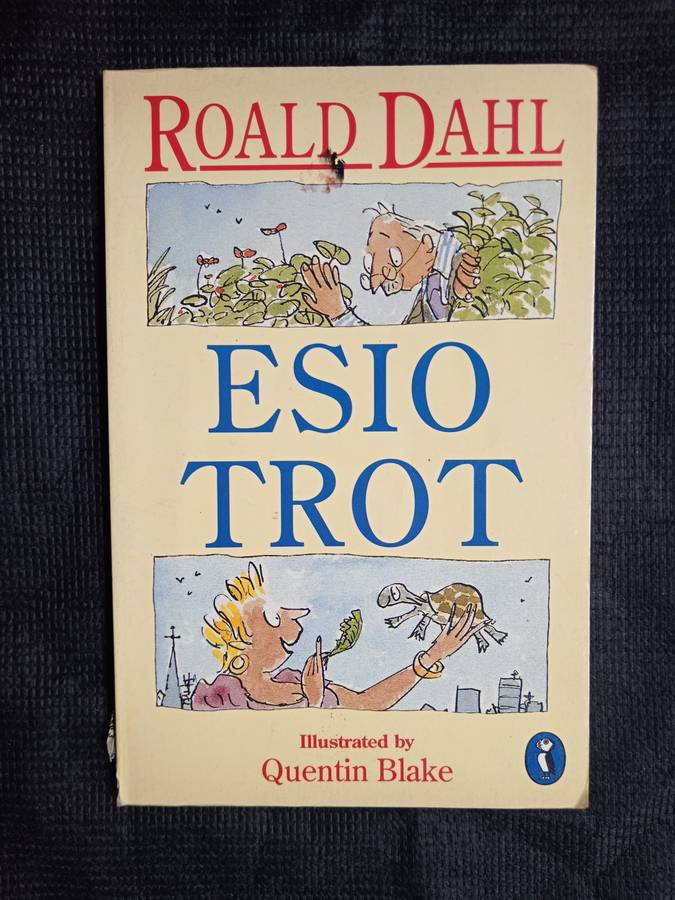 ROALD DAHL
ESIO
TROT
Illustrated by
Quentin Blake